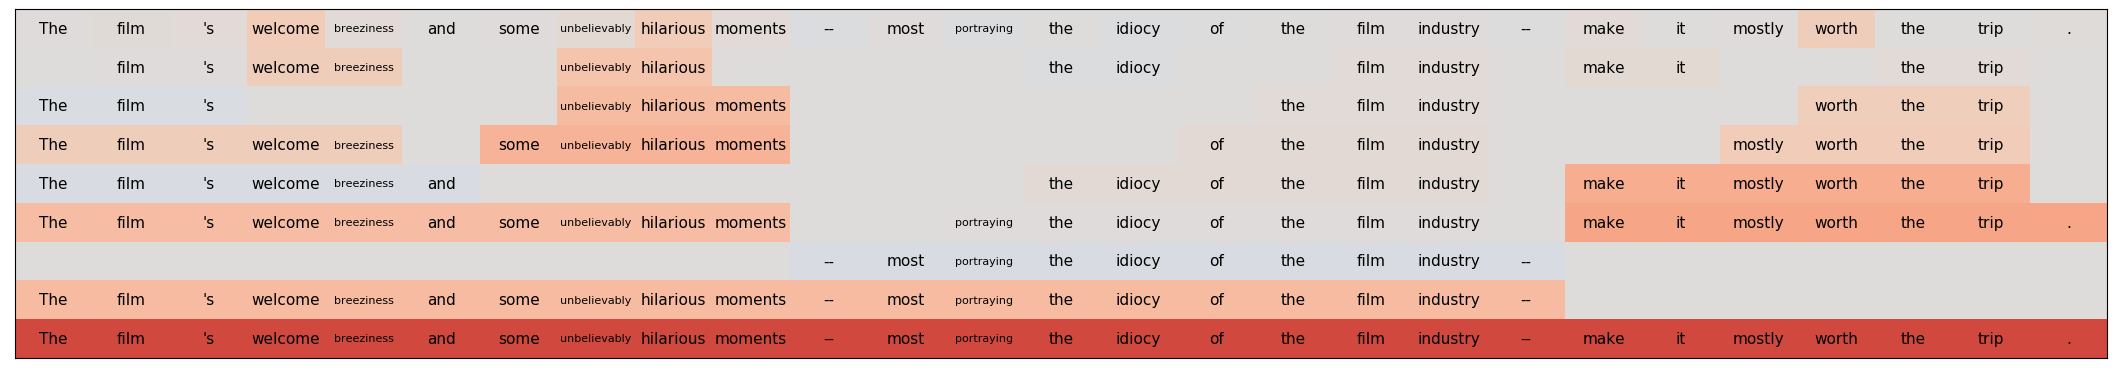 The film 's welcome breeziness and some unbelievably hilarious moments -- most portraying the idiocy of the film industry -- make it mostly worth the trip .
film 's welcome breeziness unbelievably hilarious the idiocy film industry make it the trip
The film 's unbelievably hilarious moments the film industry worth the trip
The film 's welcome breeziness some unbelievably hilarious moments of the film industry mostly worth the trip
The film 's welcome breeziness and the idiocy of the film industry make it mostly worth the trip
The film 's welcome breeziness and some unbelievably hilarious moments portraying the idiocy of the film industry make it mostly worth the trip .
-- most portraying the idiocy of the film industry --
The film 's welcome breeziness and some unbelievably hilarious moments -- most portraying the idiocy of the film industry --
The film 's welcome breeziness and some unbelievably hilarious moments -- most portraying the idiocy of the film industry -- make it mostly worth the trip .